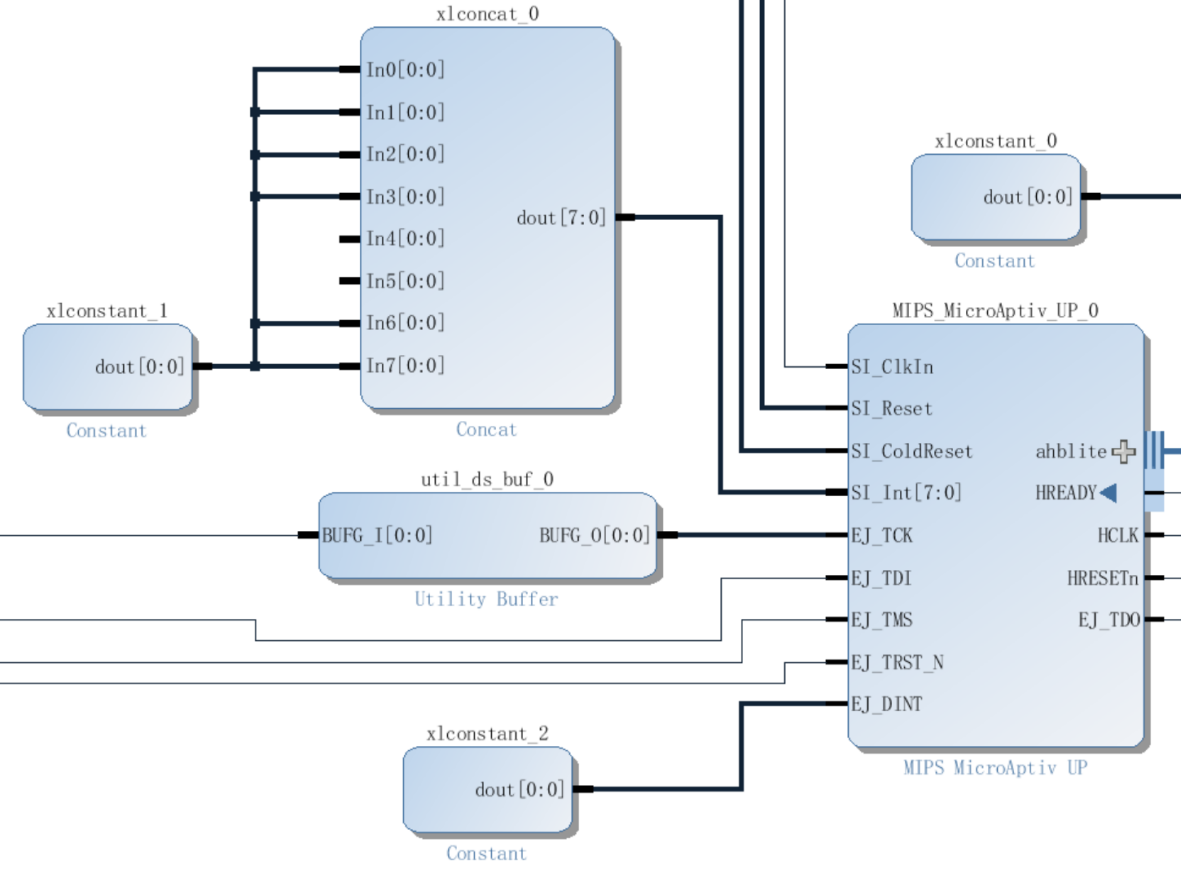 xlconcat_0
In0[0:0]
In1[0:0]
In2[0:0]
In3[0:0]
In4[0:0]
In5[0:0]
In6[0:0]
In7[0:0]
dout[7:0]
Concat
xlconstant_1
dout[0:0]
Constant
xlconstant_0
dout[0:0]
Constant
util_ds_buf_0
BUFG_I[0:0]
BUFG_O[0:0]
Utility Buffer
MIPS_MicroAptiv_UP_0
SI_ClkIn
SI_Reset
SI_ColdReset
SI_Int[7:0]
EJ_TCK
EJ_TDI
EJ_TMS
EJ_TRST_N
EJ_DINT
ahblite
HREADY
HCLK
HRESETn
EJ_TDO
MIPS MicroAptiv UP
xlconstant_2
dout[0:0]
Constant